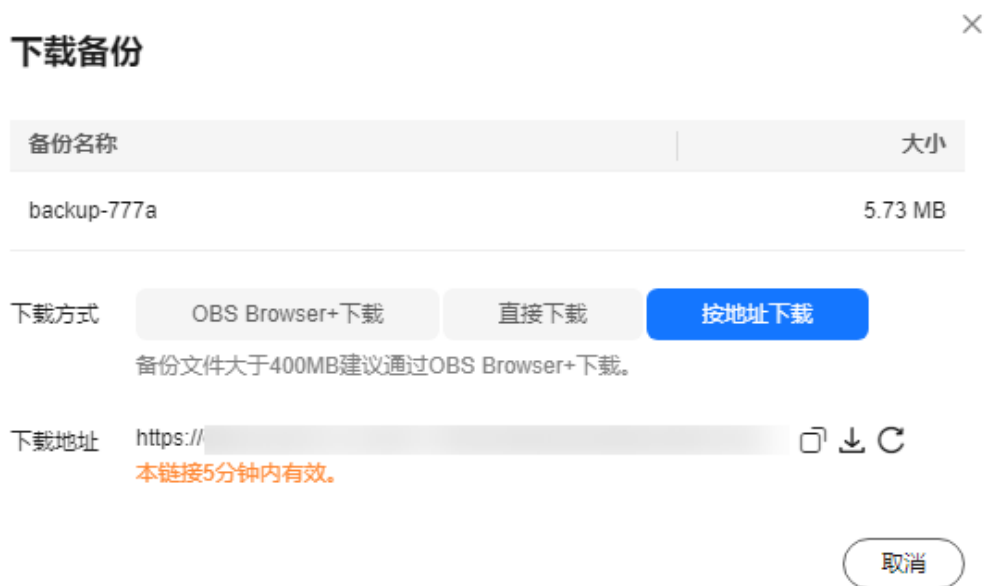 下载备份
备份名称 大小
backup-777a 5.73 MB
下载方式 OBS Browser+下载 直接下载 按地址下载
备份文件大于400MB建议通过OBS Browser+下载。
下载地址 https://
本链接5分钟内有效。
取消